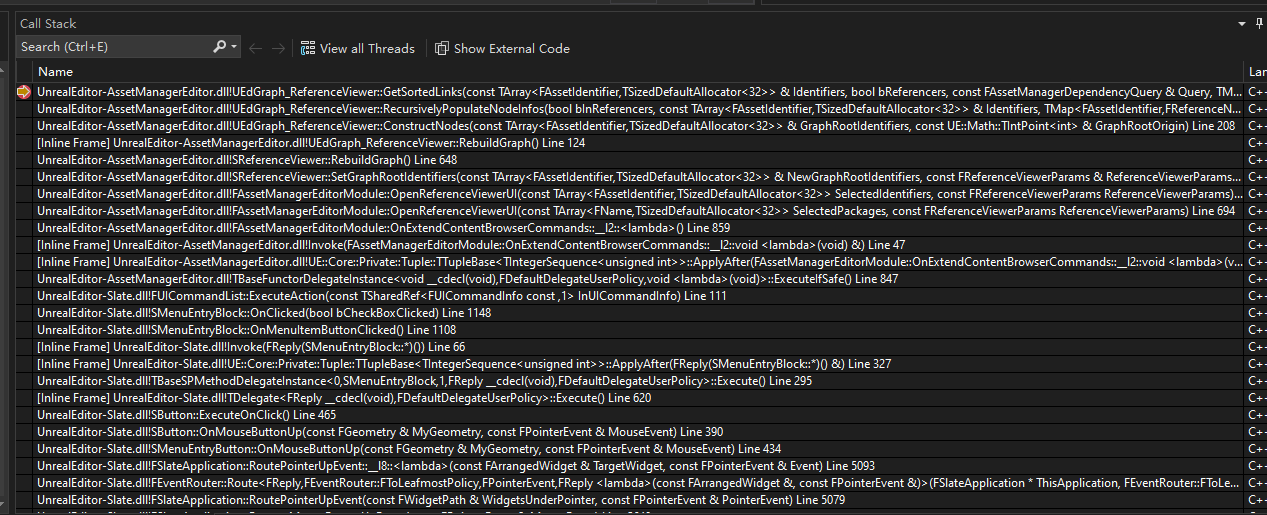 Call Stack
Search (Ctrl+E)
View all Threads
Show External Code
Name
Lan
UnrealEditor-AssetManagerEditor.dll!UEdGraph_ReferenceViewer::GetSortedLinks(const TArray<FAssetIdentifier,TSizedDefaultAllocator<32>> & Identifiers, bool bReferencers, const FAssetManagerDependencyQuery & Query, TM... C+-
UnrealEditor-AssetManagerEditor.dll!UEdGraph_ReferenceViewer::RecursivelyPopulateNodeInfos(bool bInReferencers, const TArray<FAssetIdentifier,TSizedDefaultAllocator<32>> & Identifiers, TMap<FAssetIdentifier,FReferenceN... C+-
UnrealEditor-AssetManagerEditor.dll!UEdGraph_ReferenceViewer::ConstructNodes(const TArray<FAssetIdentifier,TSizedDefaultAllocator<32>> & GraphRootIdentifiers, const UE::Math::TIntPoint<int> & GraphRootOrigin) Line 208 C+-
[Inline Frame] UnrealEditor-AssetManagerEditor.dll!UEdGraph_ReferenceViewer::RebuildGraph() Line 124 C+-
UnrealEditor-AssetManagerEditor.dll!SReferenceViewer::RebuildGraph() Line 648 C+-
UnrealEditor-AssetManagerEditor.dll!SReferenceViewer::SetGraphRootIdentifiers(const TArray<FAssetIdentifier,TSizedDefaultAllocator<32>> & NewGraphRootIdentifiers, const FReferenceViewerParams & ReferenceViewerParams... C+-
UnrealEditor-AssetManagerEditor.dll!FAssetManagerEditorModule::OpenReferenceViewerUI(const TArray<FAssetIdentifier,TSizedDefaultAllocator<32>> SelectedIdentifiers, const FReferenceViewerParams ReferenceViewerParams)... C+-
UnrealEditor-AssetManagerEditor.dll!FAssetManagerEditorModule::OpenReferenceViewerUI(const TArray<FName,TSizedDefaultAllocator<32>> SelectedPackages, const FReferenceViewerParams ReferenceViewerParams) Line 694 C+-
UnrealEditor-AssetManagerEditor.dll!FAssetManagerEditorModule::OnExtendContentBrowserCommands::__l2::<lambda>() Line 859 C+-
[Inline Frame] UnrealEditor-AssetManagerEditor.dll!Invoke(FAssetManagerEditorModule::OnExtendContentBrowserCommands::__l2::void <lambda>(void) &) Line 47 C+-
[Inline Frame] UnrealEditor-AssetManagerEditor.dll!UE::Core::Private::Tuple::TTupleBase<TIntegerSequence<unsigned int>>::ApplyAfter(FAssetManagerEditorModule::OnExtendContentBrowserCommands::__l2::void <lambda>(v... C+-
UnrealEditor-AssetManagerEditor.dll!TBaseFunctorDelegateInstance<void __cdecl(void),FDefaultDelegateUserPolicy,void <lambda>(void)>::ExecuteIfSafe() Line 847 C+-
UnrealEditor-Slate.dll!FUICommandList::ExecuteAction(const TSharedRef<FUICommandInfo const ,1> InUICommandInfo) Line 111 C+-
UnrealEditor-Slate.dll!SMenuEntryBlock::OnClicked(bool bCheckBoxClicked) Line 1148 C+-
UnrealEditor-Slate.dll!SMenuEntryBlock::OnMenuItemButtonClicked() Line 1108 C+-
[Inline Frame] UnrealEditor-Slate.dll!Invoke(FReply(SMenuEntryBlock::*)()) Line 66 C+-
[Inline Frame] UnrealEditor-Slate.dll!UE::Core::Private::Tuple::TTupleBase<TIntegerSequence<unsigned int>>::ApplyAfter(FReply(SMenuEntryBlock::*)() &) Line 327 C+-
UnrealEditor-Slate.dll!TBaseSPMethodDelegateInstance<0,SMenuEntryBlock,1,FReply __cdecl(void),FDefaultDelegateUserPolicy>::Execute() Line 295 C+-
[Inline Frame] UnrealEditor-Slate.dll!TDelegate<FReply __cdecl(void),FDefaultDelegateUserPolicy>::Execute() Line 620 C+-
UnrealEditor-Slate.dll!SButton::ExecuteOnClick() Line 465 C+-
UnrealEditor-Slate.dll!SButton::OnMouseButtonUp(const FGeometry & MyGeometry, const FPointerEvent & MouseEvent) Line 390 C+-
UnrealEditor-Slate.dll!SMenuEntryButton::OnMouseButtonUp(const FGeometry & MyGeometry, const FPointerEvent & MouseEvent) Line 434 C+-
UnrealEditor-Slate.dll!FSlateApplication::RoutePointerUpEvent::__l8::<lambda>(const FArrangedWidget & TargetWidget, const FPointerEvent & Event) Line 5093 C+-
UnrealEditor-Slate.dll!FEventRouter::Route<FReply,FEventRouter::FToLeafmostPolicy,FPointerEvent,FReply <lambda>(const FArrangedWidget &, const FPointerEvent &)>(FSlateApplication * ThisApplication, FEventRouter::FToLe... C+-
UnrealEditor-Slate.dll!FSlateApplication::RoutePointerUpEvent(const FWidgetPath & WidgetsUnderPointer, const FPointerEvent & PointerEvent) Line 5079 C+-